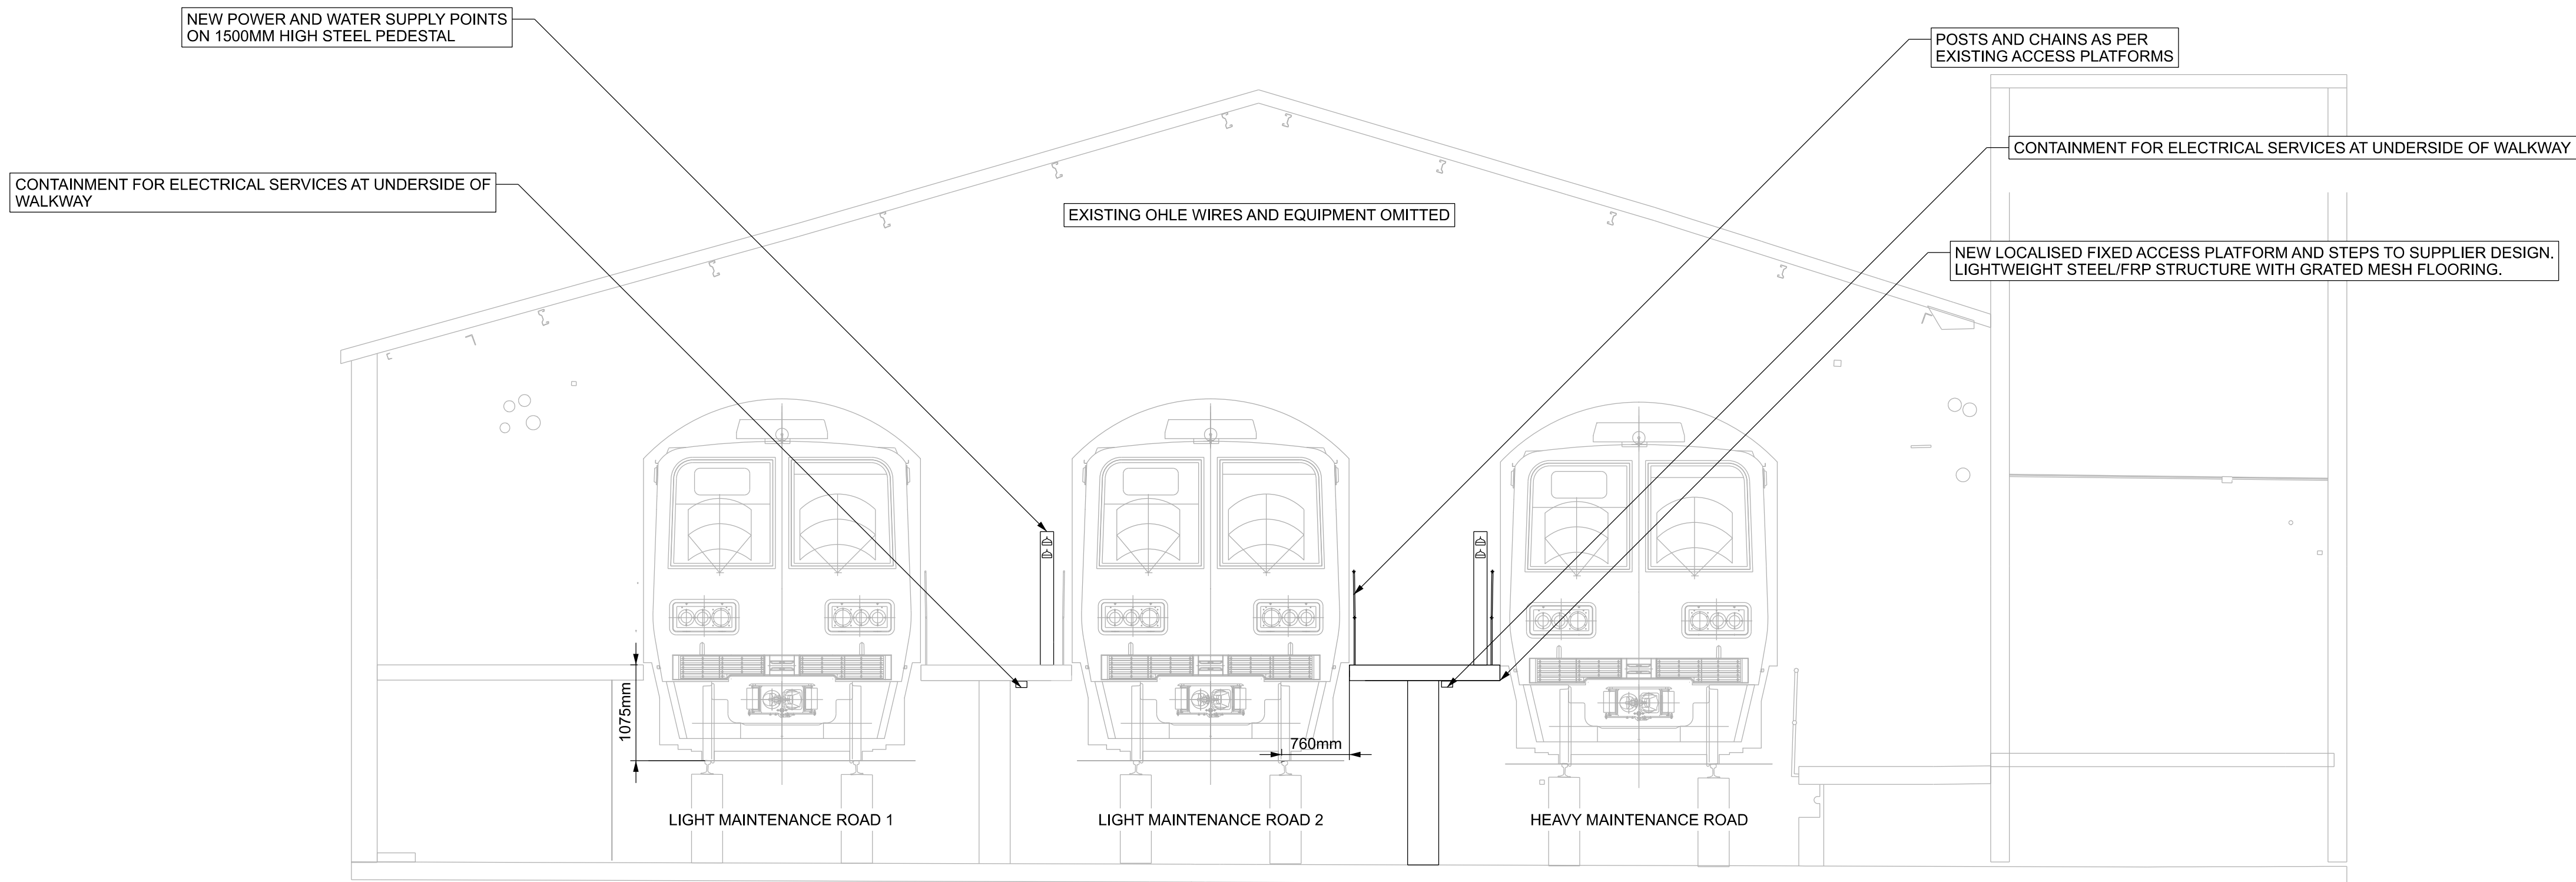 NEW POWER AND WATER SUPPLY POINTS
ON 1500MM HIGH STEEL PEDESTAL
POSTS AND CHAINS AS PER
EXISTING ACCESS PLATFORMS
CONTAINMENT FOR ELECTRICAL SERVICES AT UNDERSIDE OF WALKWAY
CONTAINMENT FOR ELECTRICAL SERVICES AT UNDERSIDE OF
WALKWAY
EXISTING OHLE WIRES AND EQUIPMENT OMITTED
NEW LOCALISED FIXED ACCESS PLATFORM AND STEPS TO SUPPLIER DESIGN.
LIGHTWEIGHT STEEL/FRP STRUCTURE WITH GRATED MESH FLOORING.
1075mm
760mm
LIGHT MAINTENANCE ROAD 1
LIGHT MAINTENANCE ROAD 2
HEAVY MAINTENANCE ROAD